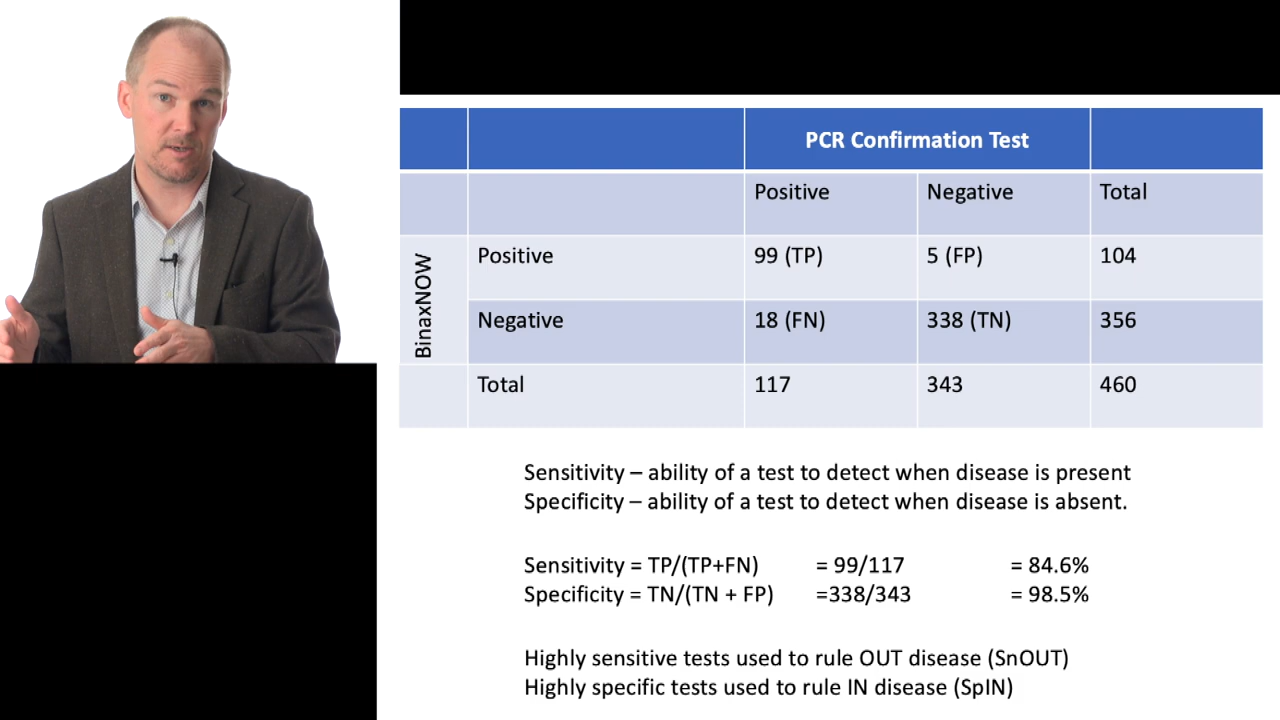 PCR Confirmation Test
Positive Negative Total
BinaxNOW
Positive 99 (TP) 5 (FP) 104
Negative 18 (FN) 338 (TN) 356
Total 117 343 460
Sensitivity – ability of a test to detect when disease is present
Specificity – ability of a test to detect when disease is absent.
Sensitivity = TP/(TP+FN) = 99/117 = 84.6%
Specificity = TN/(TN + FP) =338/343 = 98.5%
Highly sensitive tests used to rule OUT disease (SnOUT)
Highly specific tests used to rule IN disease (SpIN)